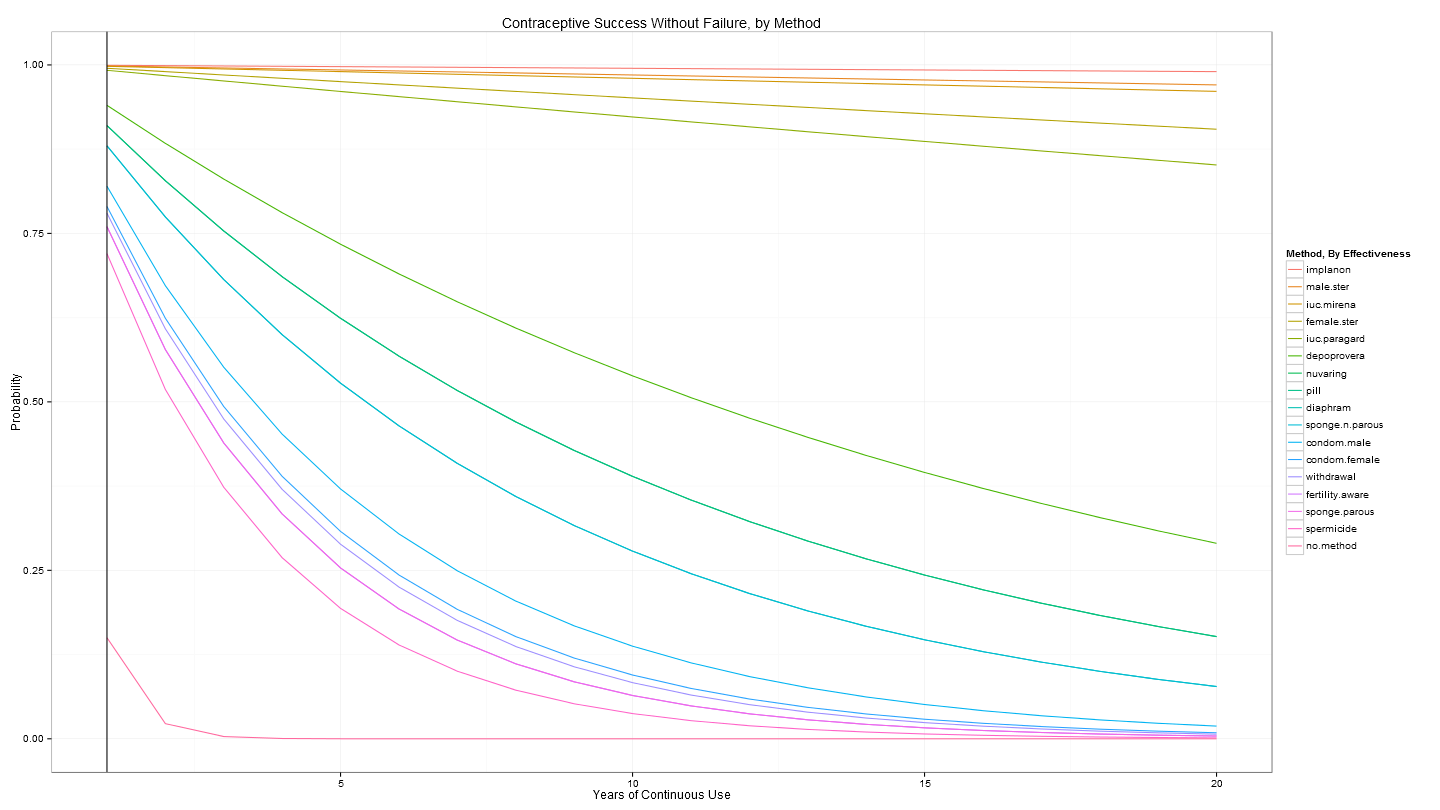 Contraceptive Success Without Failure, by Method
1.00
0.75
0.50
0.25
0.00
Probability
5
10
15
20
Years of Continuous Use
Method, By Effectiveness
implanon
male.ster
iuc.mirena
female.ster
iuc.paragard
depoprovera
nuvaring
pill
diaphram
sponge.n.parous
condom.male
condom.female
withdrawal
fertility.aware
sponge.parous
spermicide
no.method